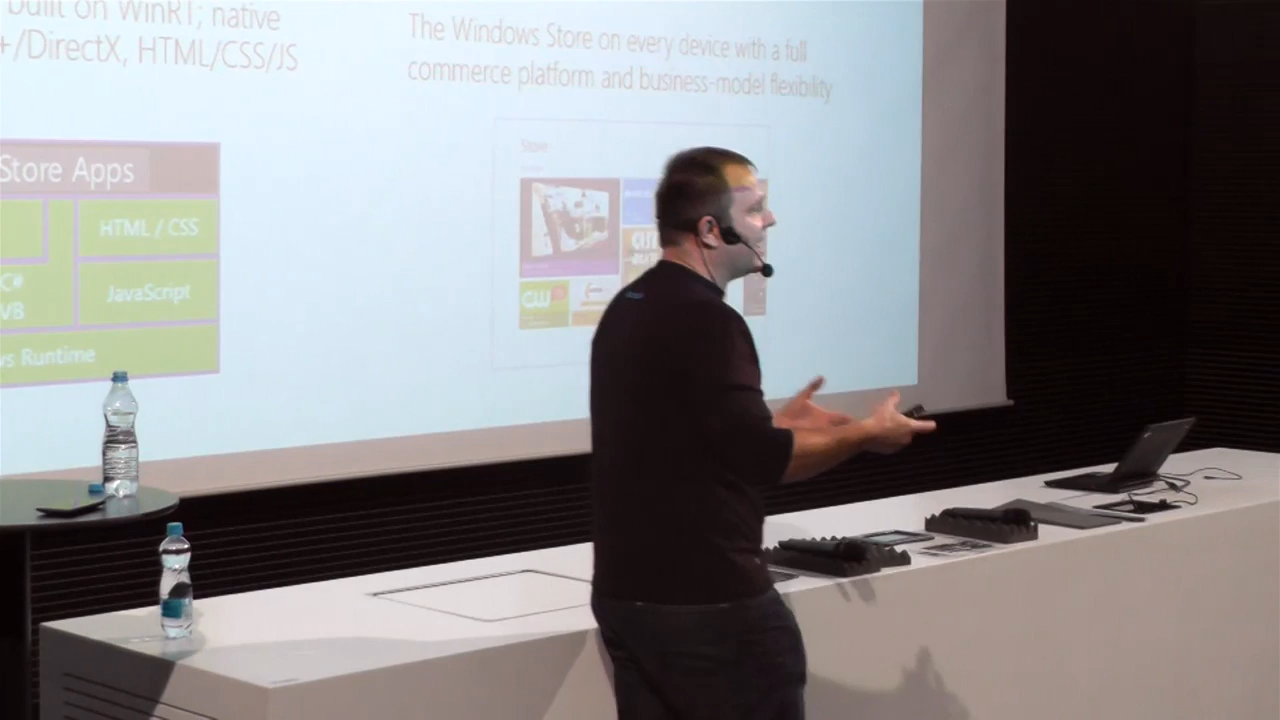 built on WinRT; native
+/DirectX, HTML/CSS/JS
The Windows Store on every device with a full
commerce platform and business-model flexibility
Store Apps
HTML / CSS
C#
VB
JavaScript
ws Runtime
Store
CW